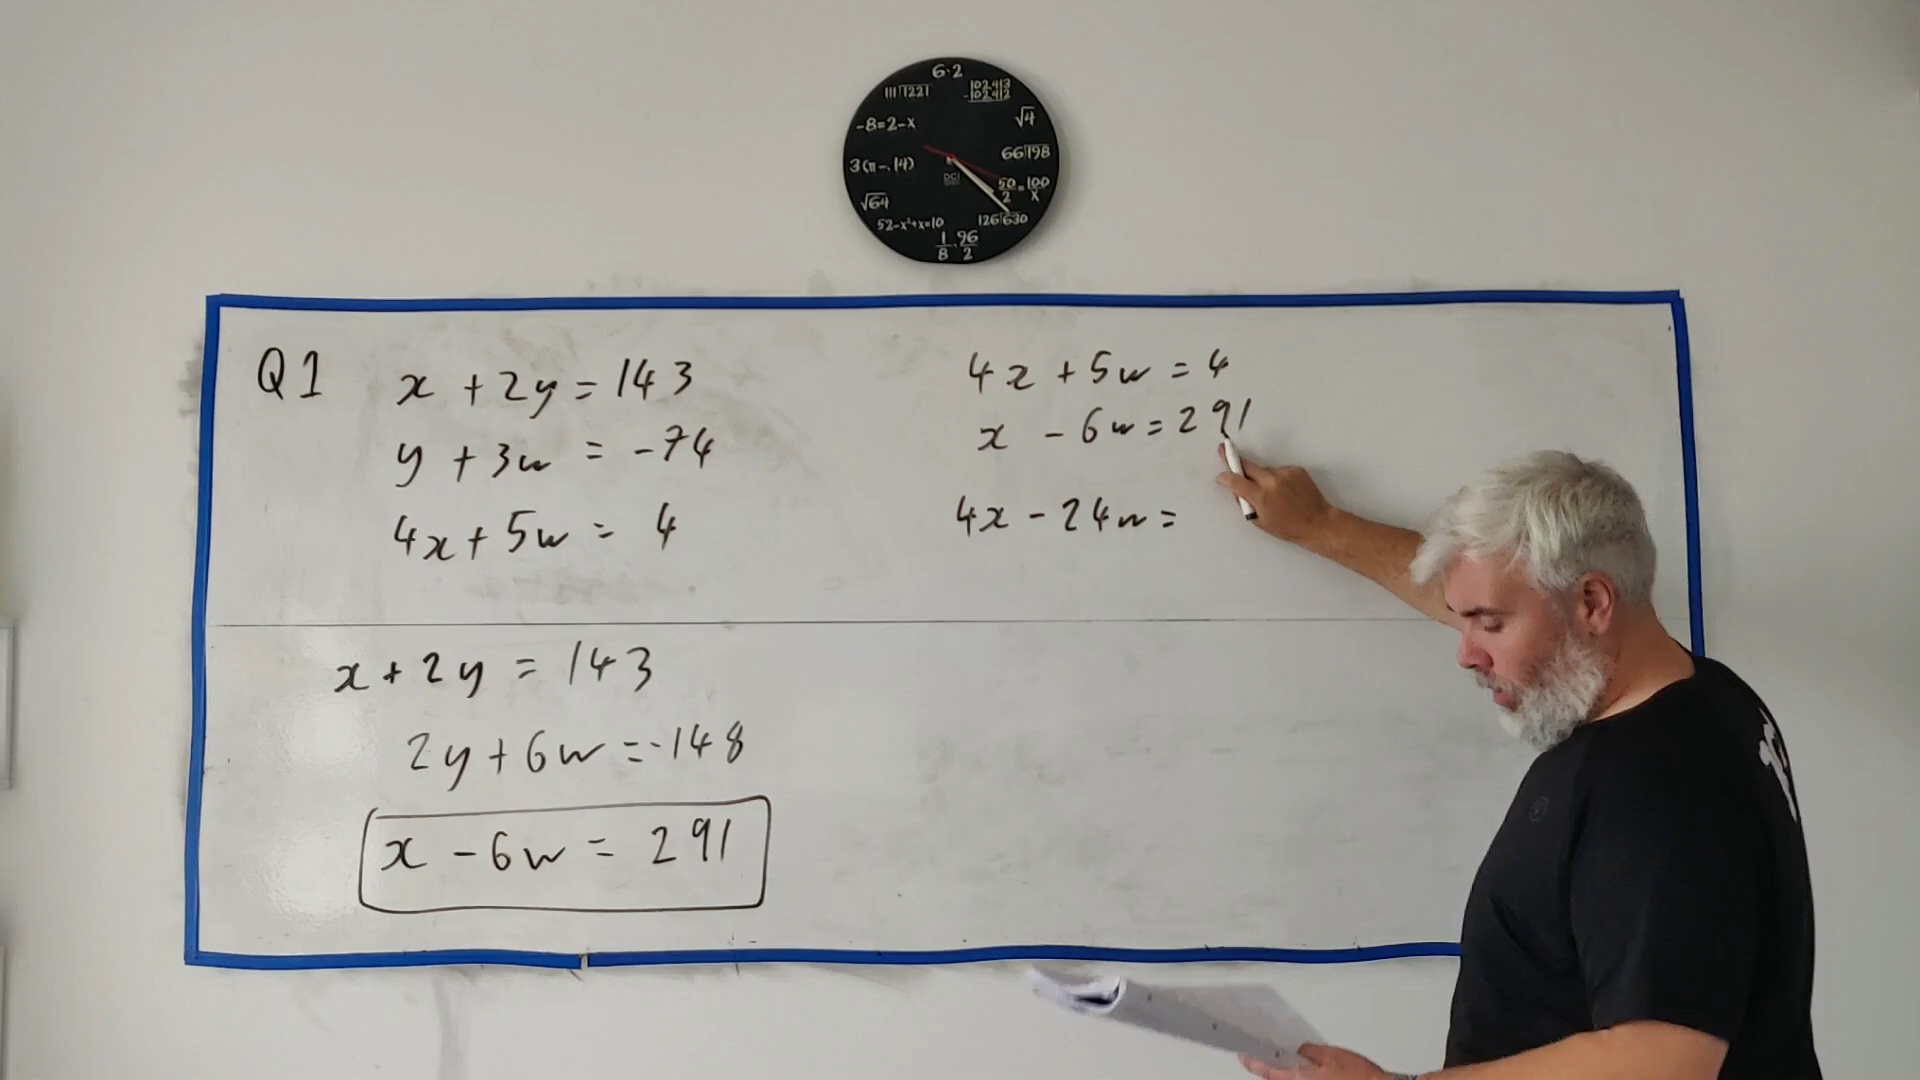 6·2
111⟌1221
102,413
-102,412
-8=2-x
√4
3(π-.14)
66⟌198
50/2=100/x
√64
52-x²+x=10
126⟌630
1/8·96/2
DCI
Q1
x + 2y = 143
y + 3w = -74
4x + 5w = 4
x + 2y = 143
2y + 6w = -148
x - 6w = 291
4x + 5w = 4
x - 6w = 291
4x - 24w =